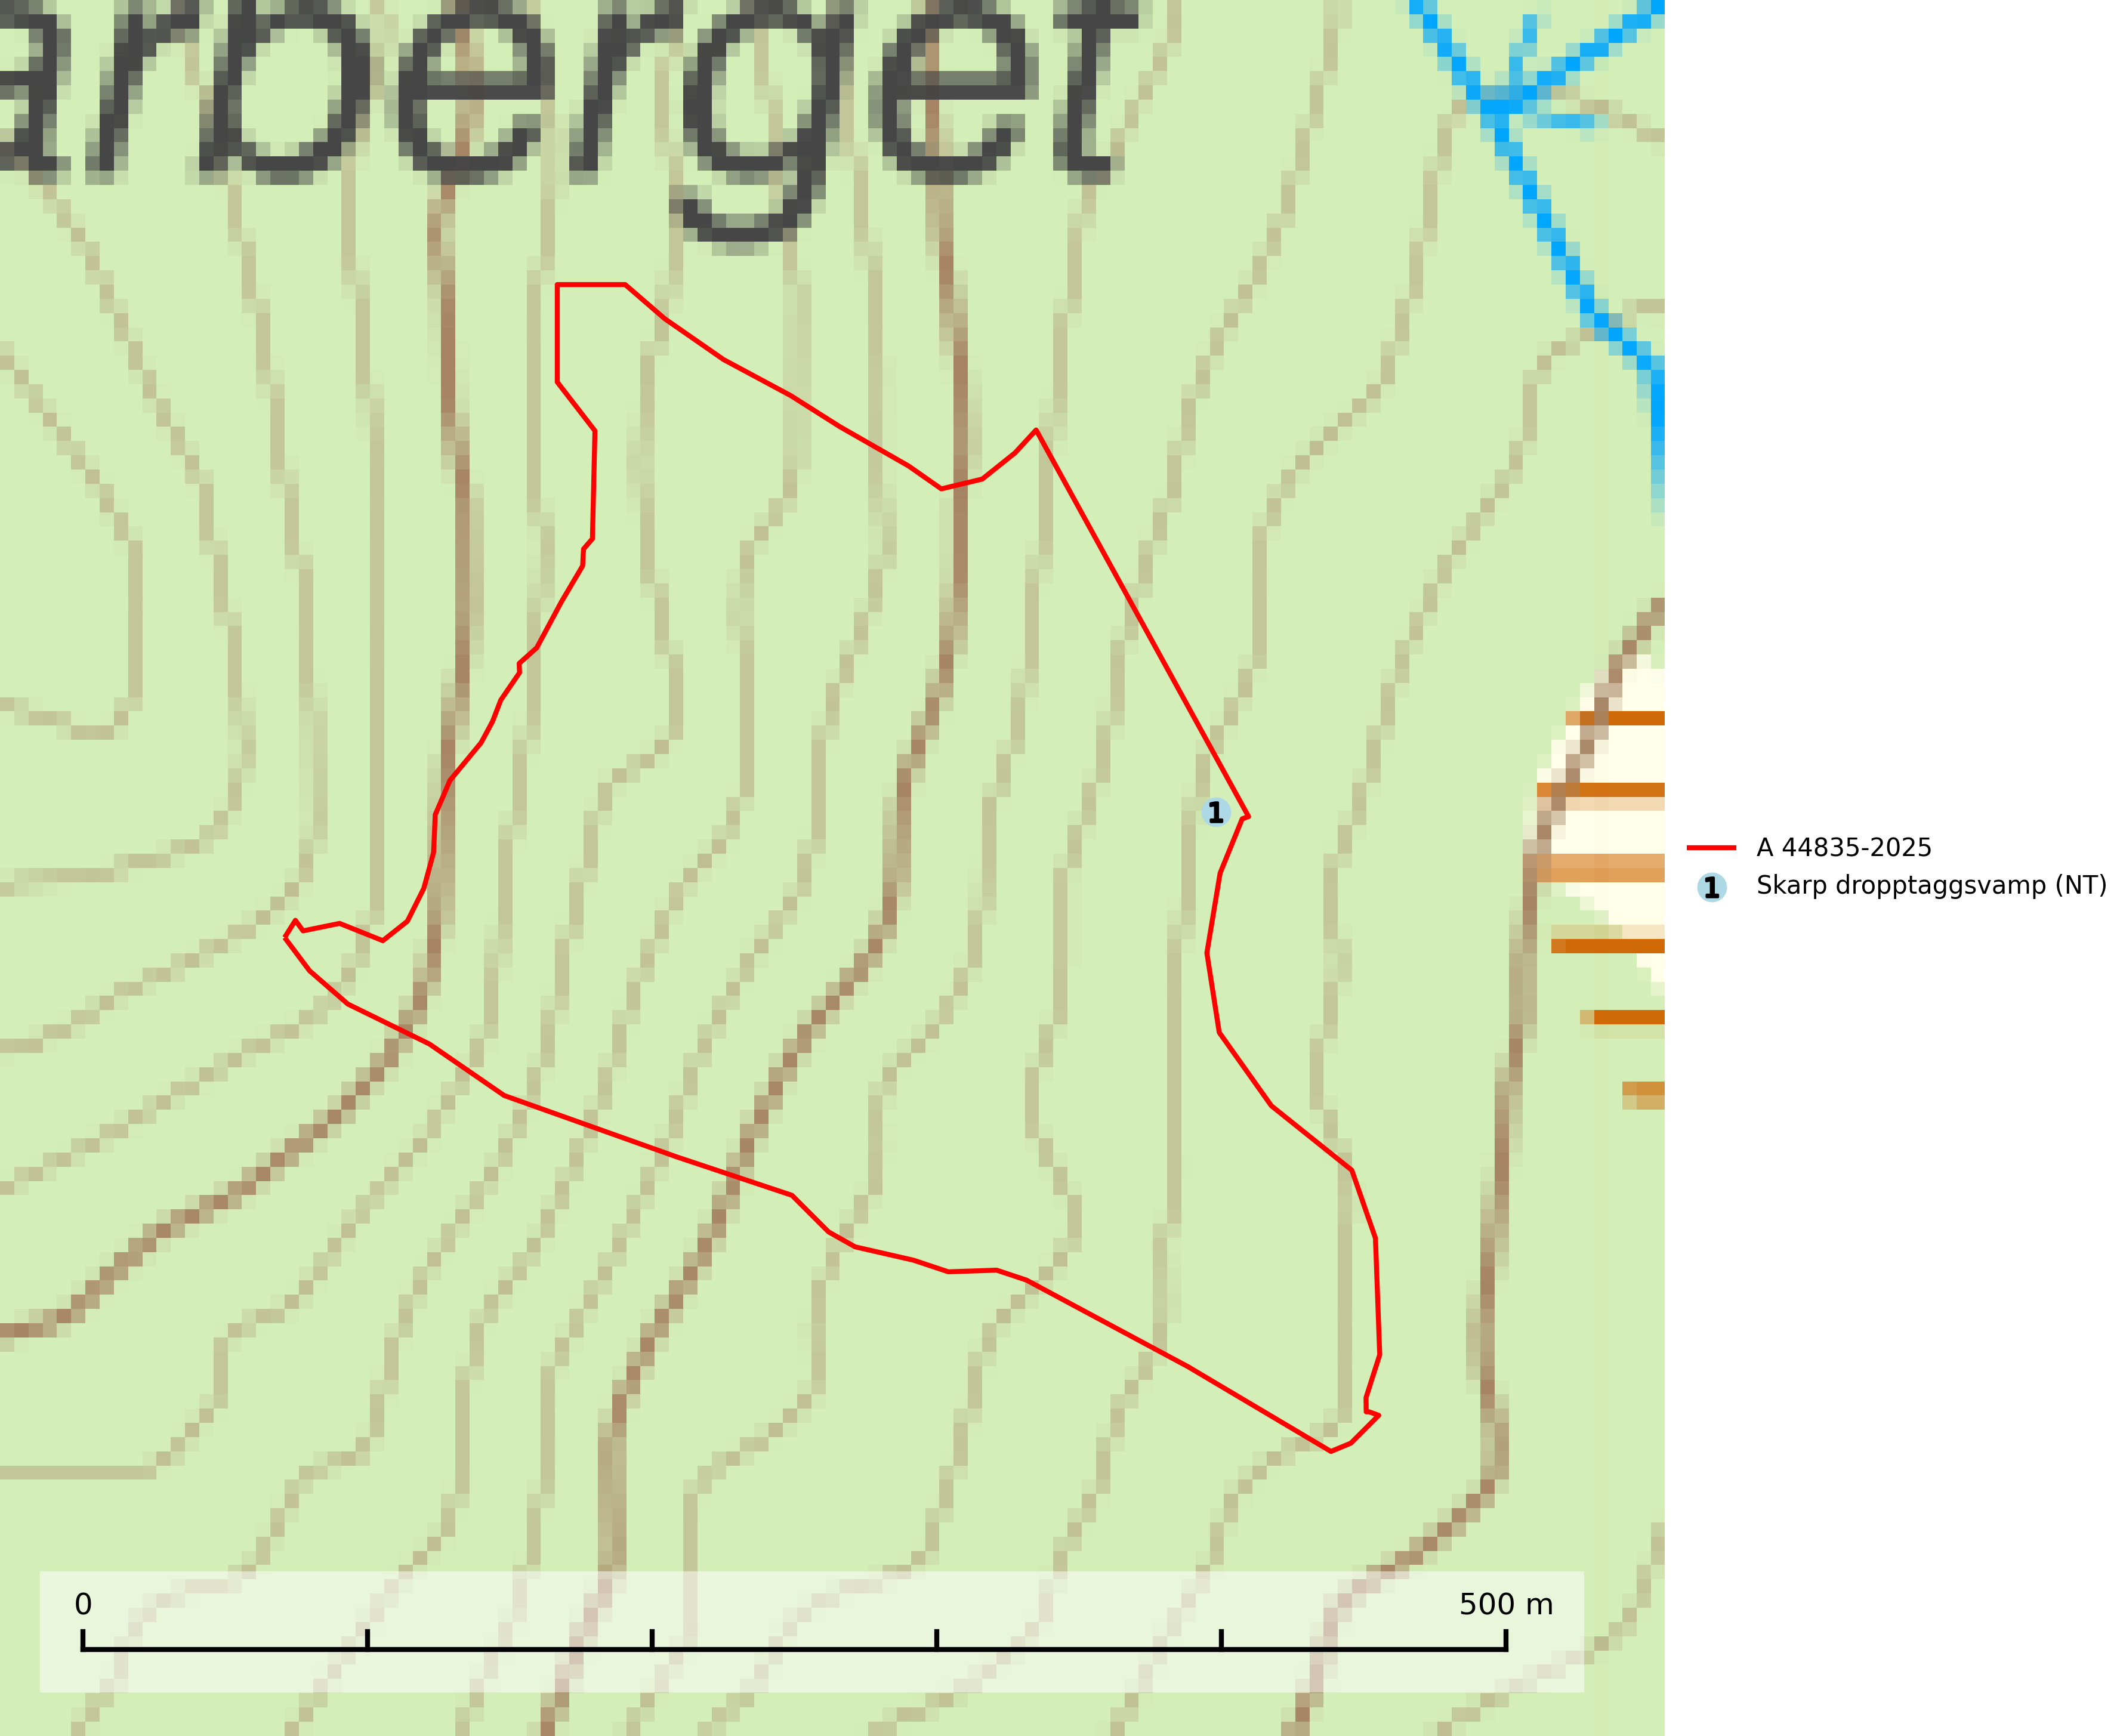 arberget
A 44835-2025
1
1 Skarp dropptaggsvamp (NT)
0 500 m